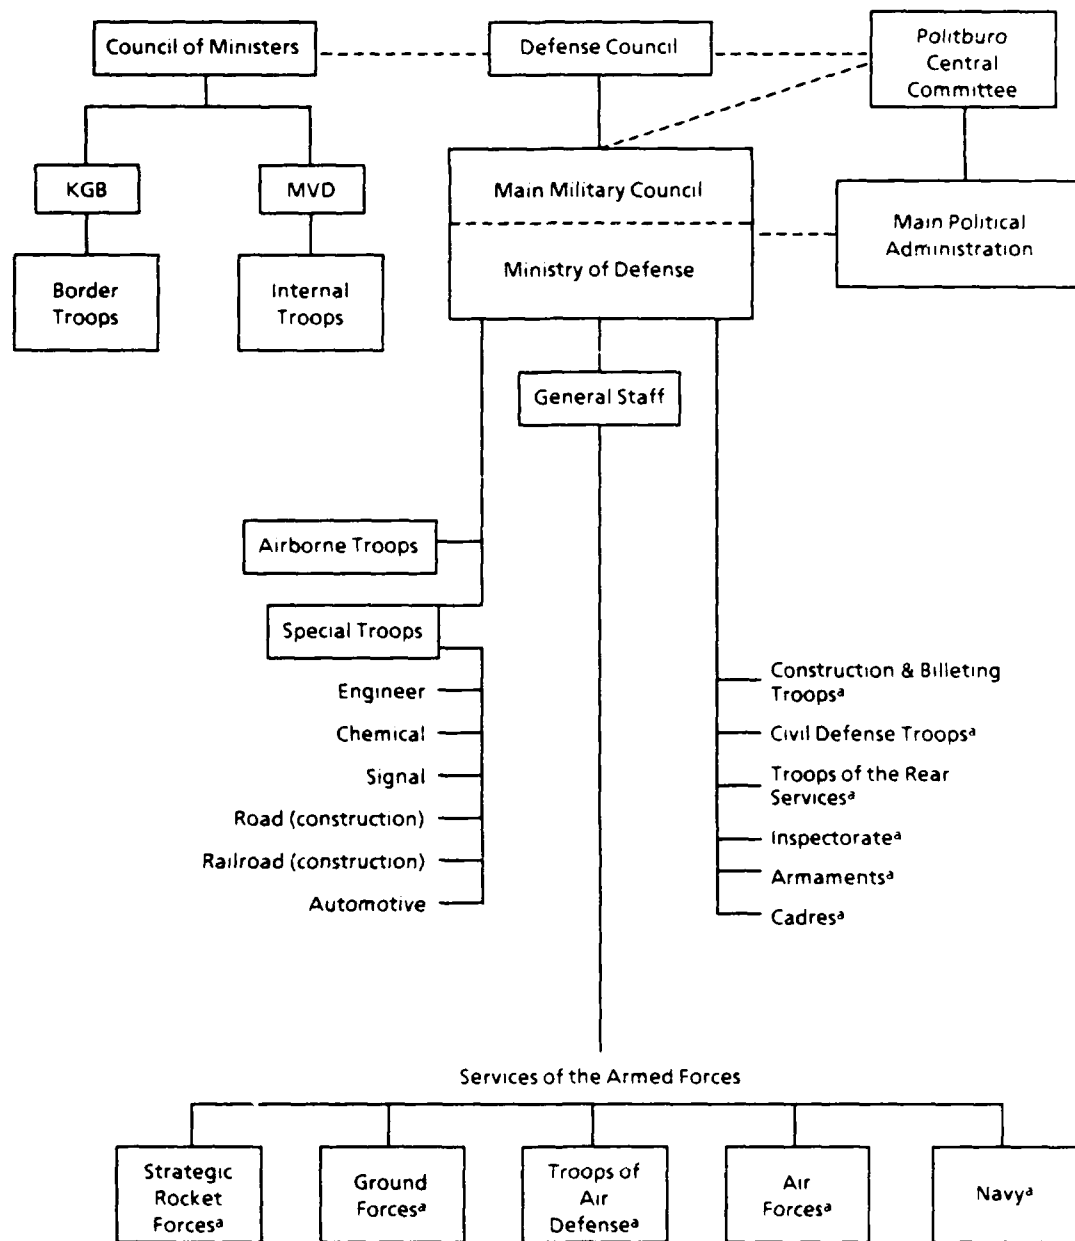 Council of Ministers
Defense Council
Politburo
Central
Committee
KGB
MVD
Main Military Council
Ministry of Defense
Main Political
Administration
Border
Troops
Internal
Troops
General Staff
Airborne Troops
Special Troops
Engineer
Chemical
Signal
Road (construction)
Railroad (construction)
Automotive
Construction & Billeting
Troopsª
Civil Defense Troopsª
Troops of the Rear
Servicesª
Inspectorateª
Armamentsª
Cadresª
Services of the Armed Forces
Strategic
Rocket
Forcesª
Ground
Forcesª
Troops of
Air
Defenseª
Air
Forcesª
Navyª